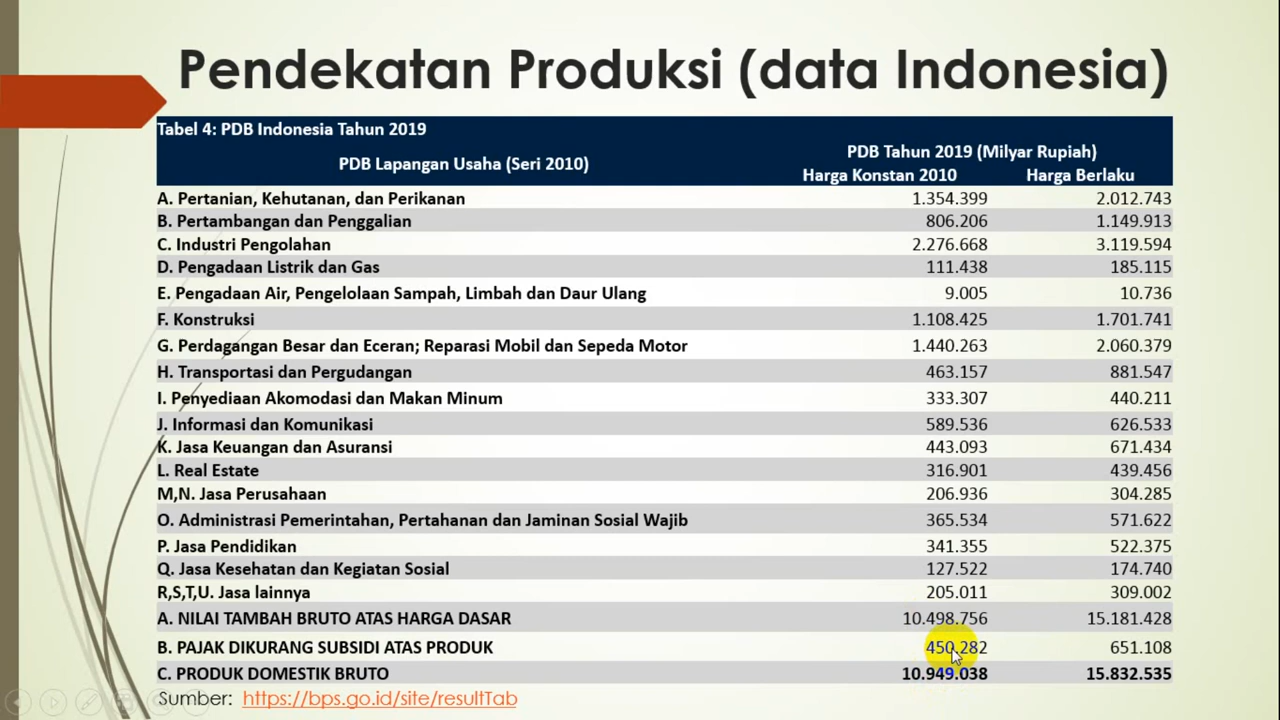 Pendekatan Produksi (data Indonesia)
Tabel 4: PDB Indonesia Tahun 2019
PDB Lapangan Usaha (Seri 2010) PDB Tahun 2019 (Milyar Rupiah)
Harga Konstan 2010 Harga Berlaku
A. Pertanian, Kehutanan, dan Perikanan 1.354.399 2.012.743
B. Pertambangan dan Penggalian 806.206 1.149.913
C. Industri Pengolahan 2.276.668 3.119.594
D. Pengadaan Listrik dan Gas 111.438 185.115
E. Pengadaan Air, Pengelolaan Sampah, Limbah dan Daur Ulang 9.005 10.736
F. Konstruksi 1.108.425 1.701.741
G. Perdagangan Besar dan Eceran; Reparasi Mobil dan Sepeda Motor 1.440.263 2.060.379
H. Transportasi dan Pergudangan 463.157 881.547
I. Penyediaan Akomodasi dan Makan Minum 333.307 440.211
J. Informasi dan Komunikasi 589.536 626.533
K. Jasa Keuangan dan Asuransi 443.093 671.434
L. Real Estate 316.901 439.456
M,N. Jasa Perusahaan 206.936 304.285
O. Administrasi Pemerintahan, Pertahanan dan Jaminan Sosial Wajib 365.534 571.622
P. Jasa Pendidikan 341.355 522.375
Q. Jasa Kesehatan dan Kegiatan Sosial 127.522 174.740
R,S,T,U. Jasa lainnya 205.011 309.002
A. NILAI TAMBAH BRUTO ATAS HARGA DASAR 10.498.756 15.181.428
B. PAJAK DIKURANG SUBSIDI ATAS PRODUK 450.282 651.108
C. PRODUK DOMESTIK BRUTO 10.949.038 15.832.535
Sumber: https://bps.go.id/site/resultTab